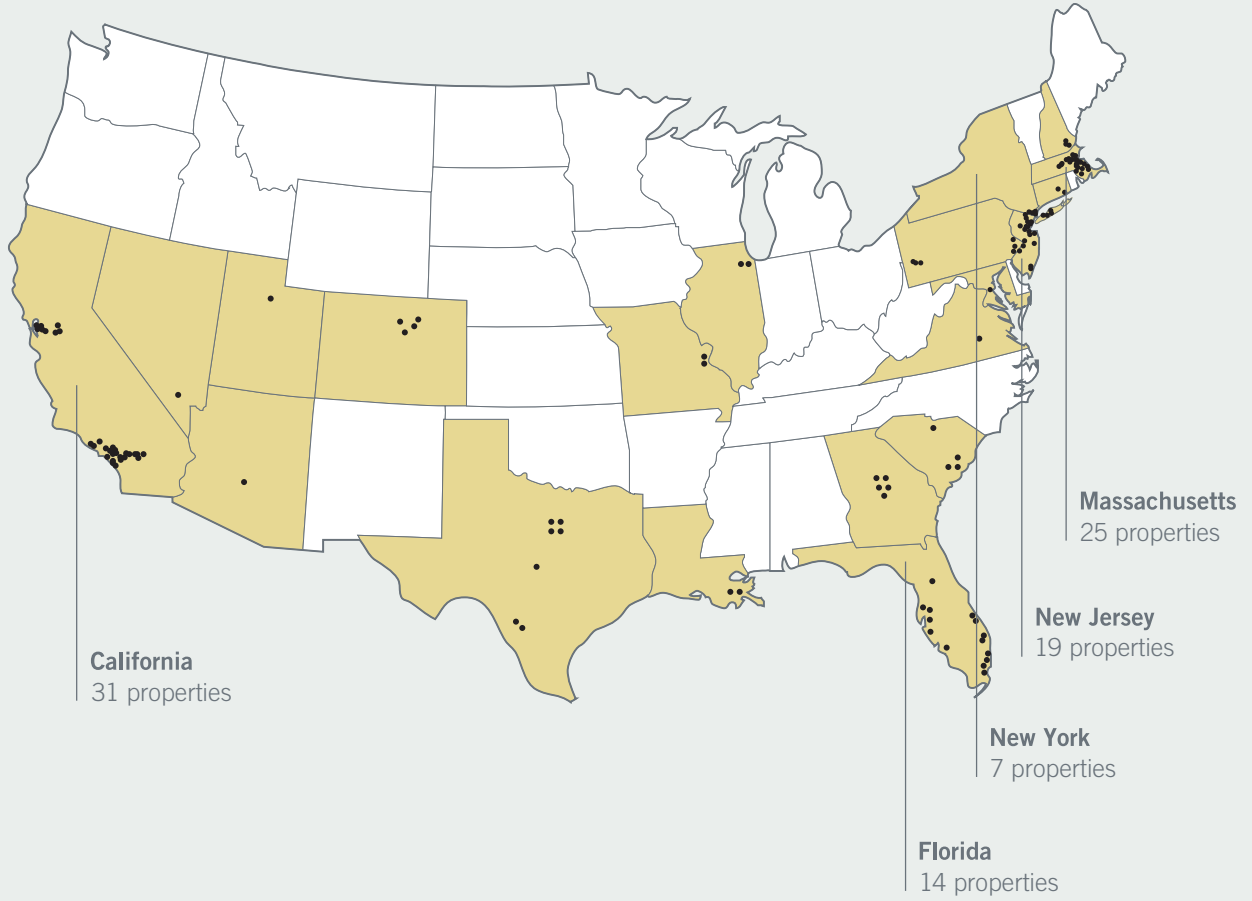 Massachusetts
25 properties
New Jersey
19 properties
California
31 properties
New York
7 properties
Florida
14 properties